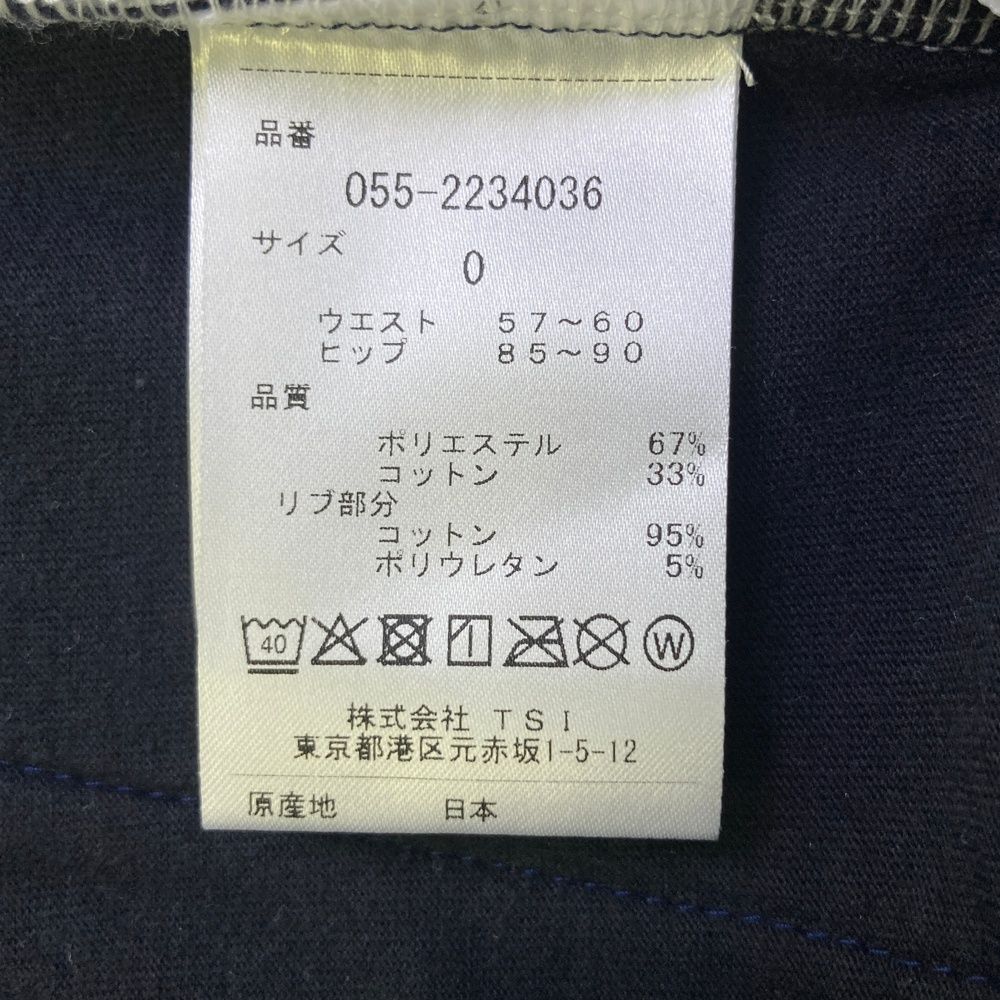 品番
055-2234036
サイズ
0
ウエスト 57～60
ヒップ 85～90
品質
ポリエステル 67%
コットン 33%
リブ部分
コットン 95%
ポリウレタン 5%
40 W
株式会社 TSI
東京都港区元赤坂1-5-12
原産地 日本